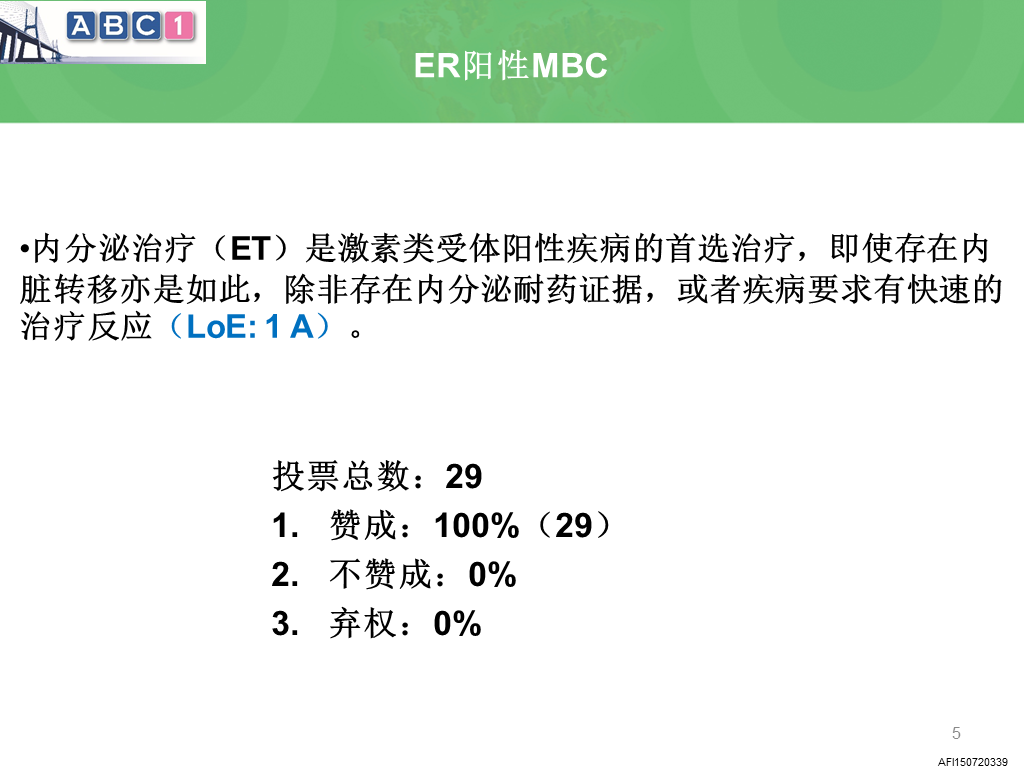 ABC1
ER阳性MBC
•内分泌治疗（ET）是激素类受体阳性疾病的首选治疗，即使存在内
脏转移亦是如此，除非存在内分泌耐药证据，或者疾病要求有快速的
治疗反应（LoE: 1 A）。
投票总数：29
1. 赞成：100%（29）
2. 不赞成：0%
3. 弃权：0%
5
AFI150720339